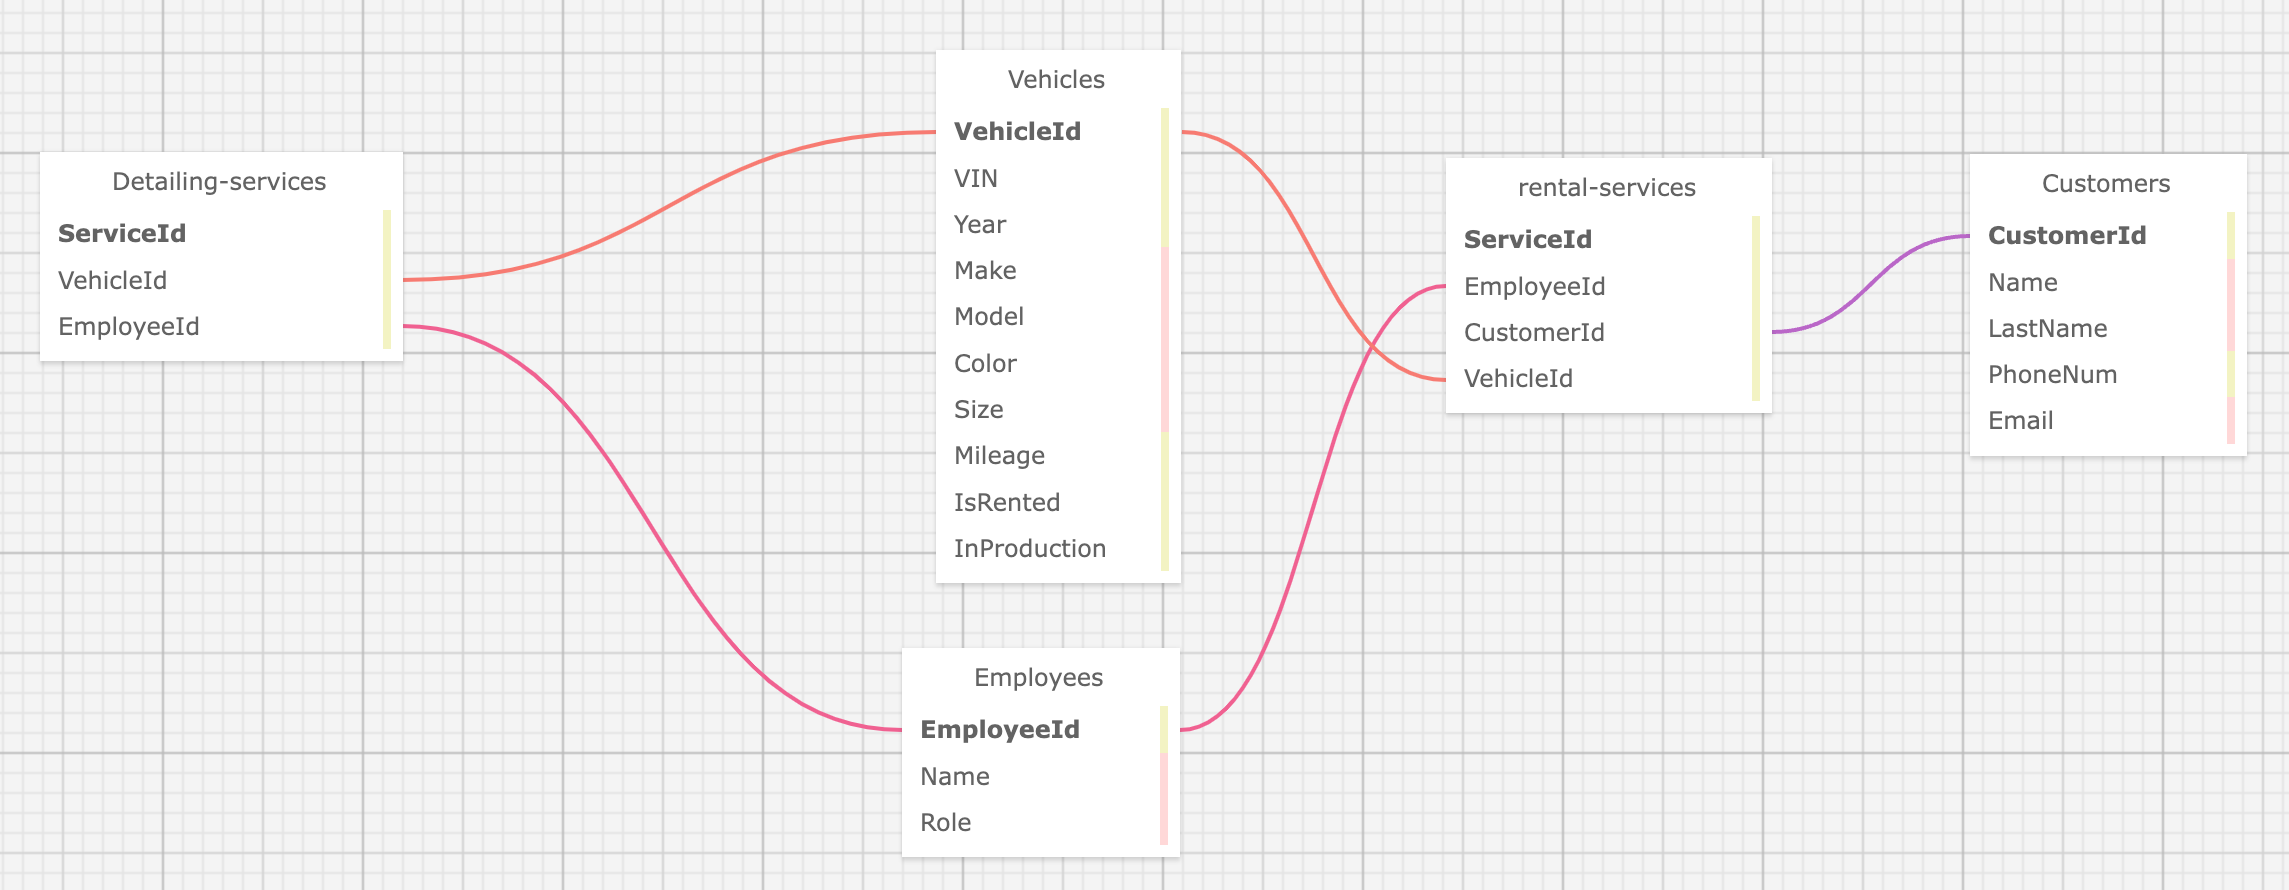 Detailing-services
ServiceId
VehicleId
EmployeeId
Vehicles
VehicleId
VIN
Year
Make
Model
Color
Size
Mileage
IsRented
InProduction
Employees
EmployeeId
Name
Role
rental-services
ServiceId
EmployeeId
CustomerId
VehicleId
Customers
CustomerId
Name
LastName
PhoneNum
Email